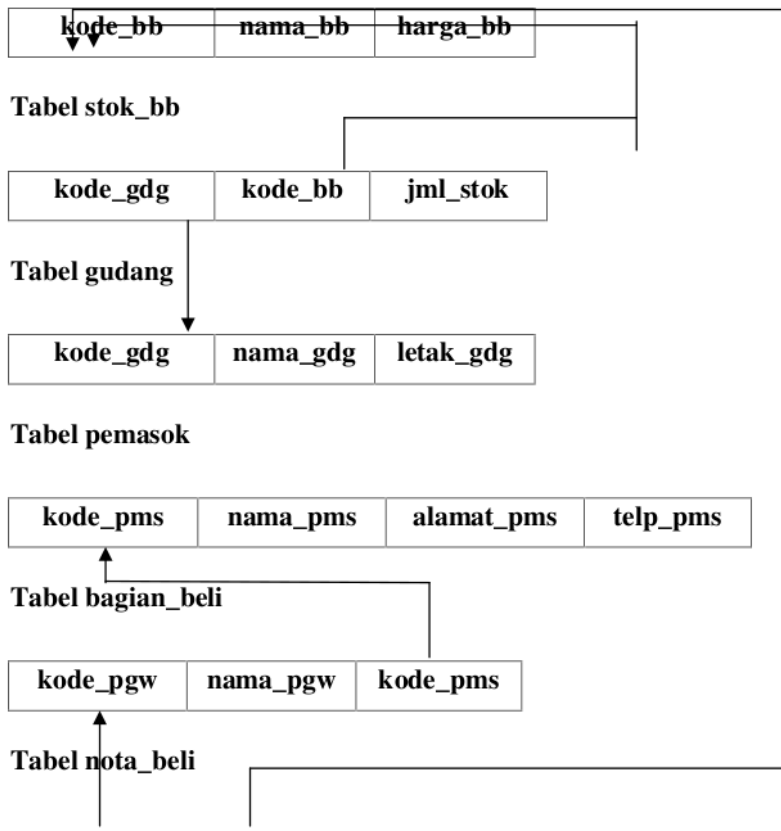 kode_bb nama_bb harga_bb
Tabel stok_bb
kode_gdg kode_bb jml_stok
Tabel gudang
kode_gdg nama_gdg letak_gdg
Tabel pemasok
kode_pms nama_pms alamat_pms telp_pms
Tabel bagian_beli
kode_pgw nama_pgw kode_pms
Tabel nota_beli